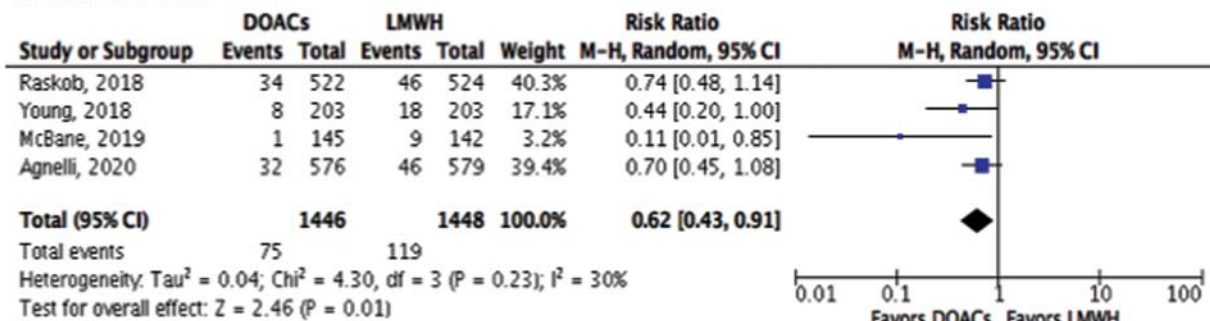 DOACs LMWH Risk Ratio Risk Ratio
Study or Subgroup Events Total Events Total Weight M-H, Random, 95% CI M-H, Random, 95% CI
Raskob, 2018 34 522 46 524 40.3% 0.74 [0.48, 1.14]
Young, 2018 8 203 18 203 17.1% 0.44 [0.20, 1.00]
McBane, 2019 1 145 9 142 3.2% 0.11 [0.01, 0.85]
Agnelli, 2020 32 576 46 579 39.4% 0.70 [0.45, 1.08]
Total (95% CI) 1446 1448 100.0% 0.62 [0.43, 0.91]
Total events 75 119
Heterogeneity: Tau² = 0.04; Chi² = 4.30, df = 3 (P = 0.23); I² = 30%
Test for overall effect: Z = 2.46 (P = 0.01)
0.01 0.1 1 10 100
Favors DOACs Favors LMWH